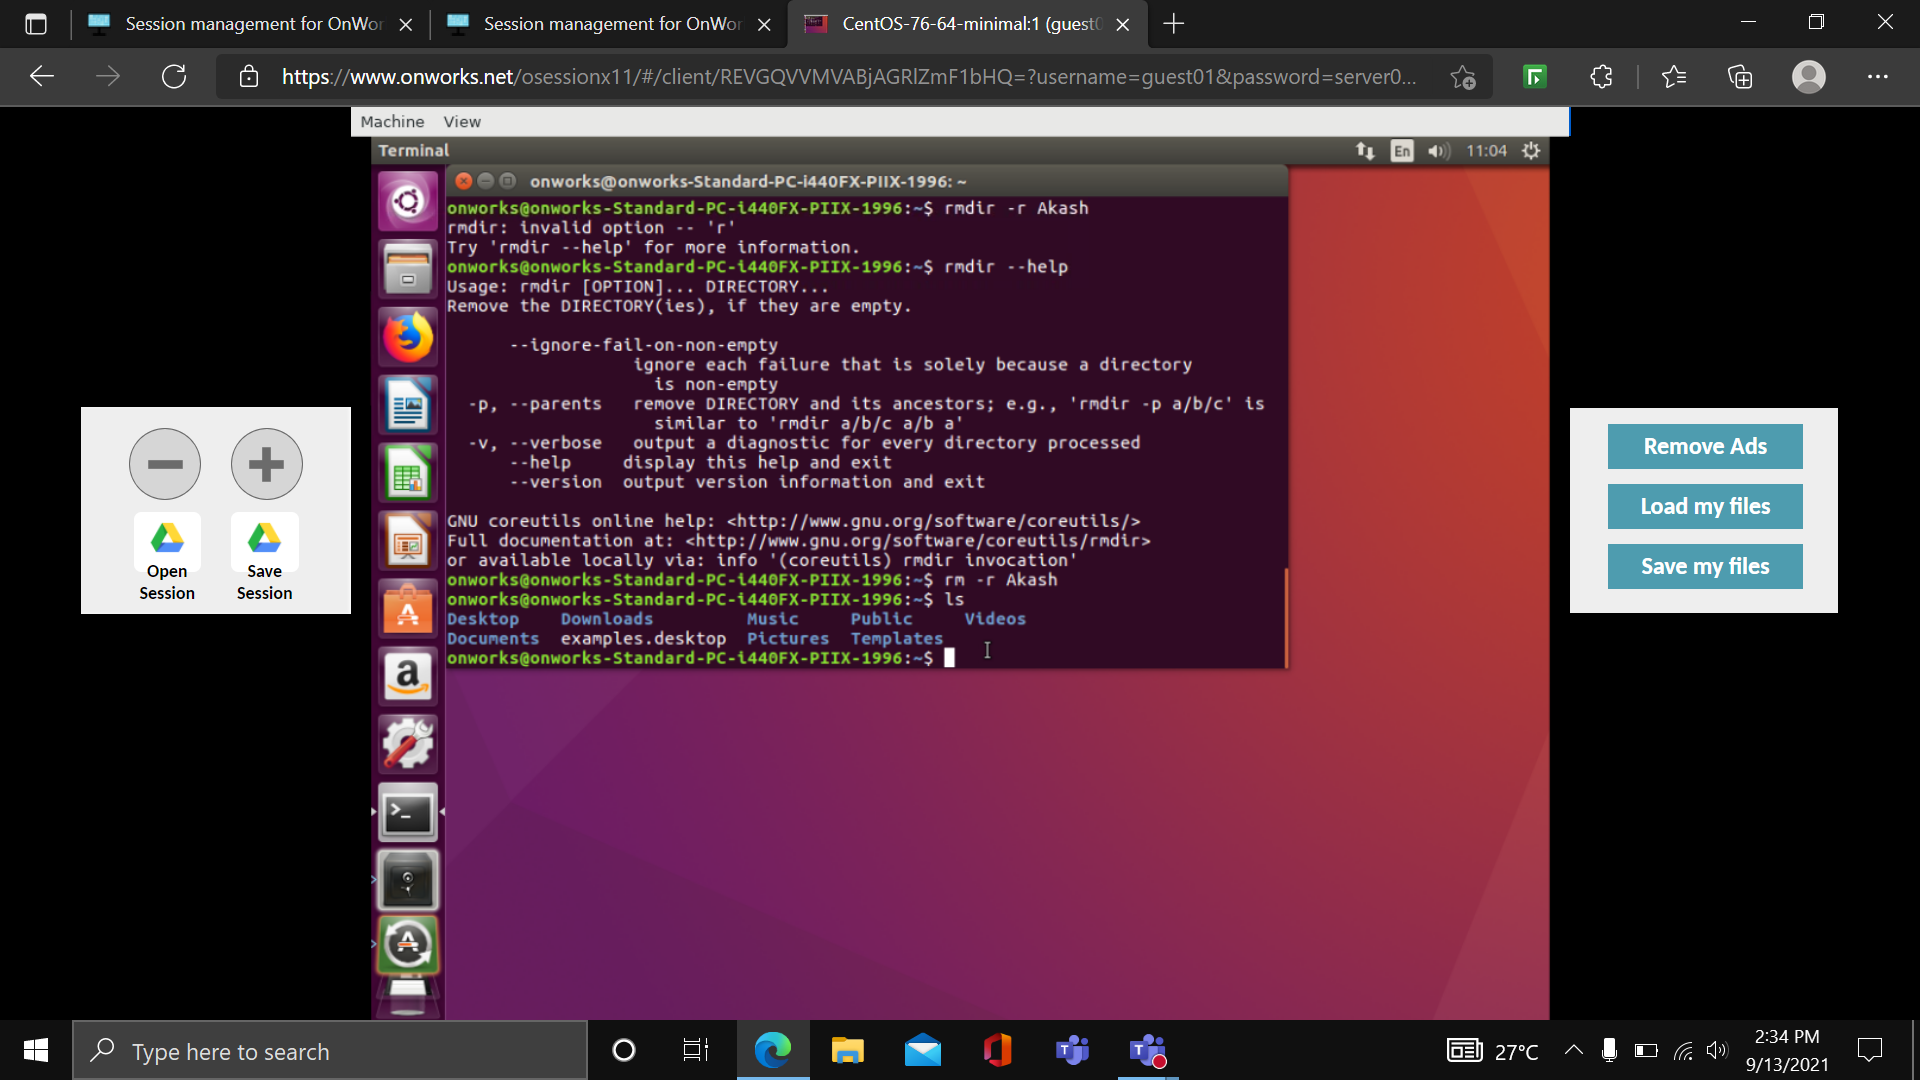 Session management for OnWor
Session management for OnWor
CentOS-76-64-minimal:1 (guest0
https://www.onworks.net/osessionx11/#/client/REVGQVVMVABjAGRlZmF1bHQ=?username=guest01&password=server0...
Machine View
Terminal
En
11:04
onworks@onworks-Standard-PC-i440FX-PIIX-1996: ~
onworks@onworks-Standard-PC-i440FX-PIIX-1996:~$ rmdir -r Akash
rmdir: invalid option -- 'r'
Try 'rmdir --help' for more information.
onworks@onworks-Standard-PC-i440FX-PIIX-1996:~$ rmdir --help
Usage: rmdir [OPTION]... DIRECTORY...
Remove the DIRECTORY(ies), if they are empty.
--ignore-fail-on-non-empty
ignore each failure that is solely because a directory
is non-empty
-p, --parents remove DIRECTORY and its ancestors; e.g., 'rmdir -p a/b/c' is
similar to 'rmdir a/b/c a/b a'
-v, --verbose output a diagnostic for every directory processed
--help display this help and exit
--version output version information and exit
GNU coreutils online help: <http://www.gnu.org/software/coreutils/>
Full documentation at: <http://www.gnu.org/software/coreutils/rmdir>
or available locally via: info '(coreutils) rmdir invocation'
onworks@onworks-Standard-PC-i440FX-PIIX-1996:~$ rm -r Akash
onworks@onworks-Standard-PC-i440FX-PIIX-1996:~$ ls
Desktop Downloads Music Public Videos
Documents examples.desktop Pictures Templates
onworks@onworks-Standard-PC-i440FX-PIIX-1996:~$
Open
Session
Save
Session
Remove Ads
Load my files
Save my files
Type here to search
27°C
2:34 PM
9/13/2021